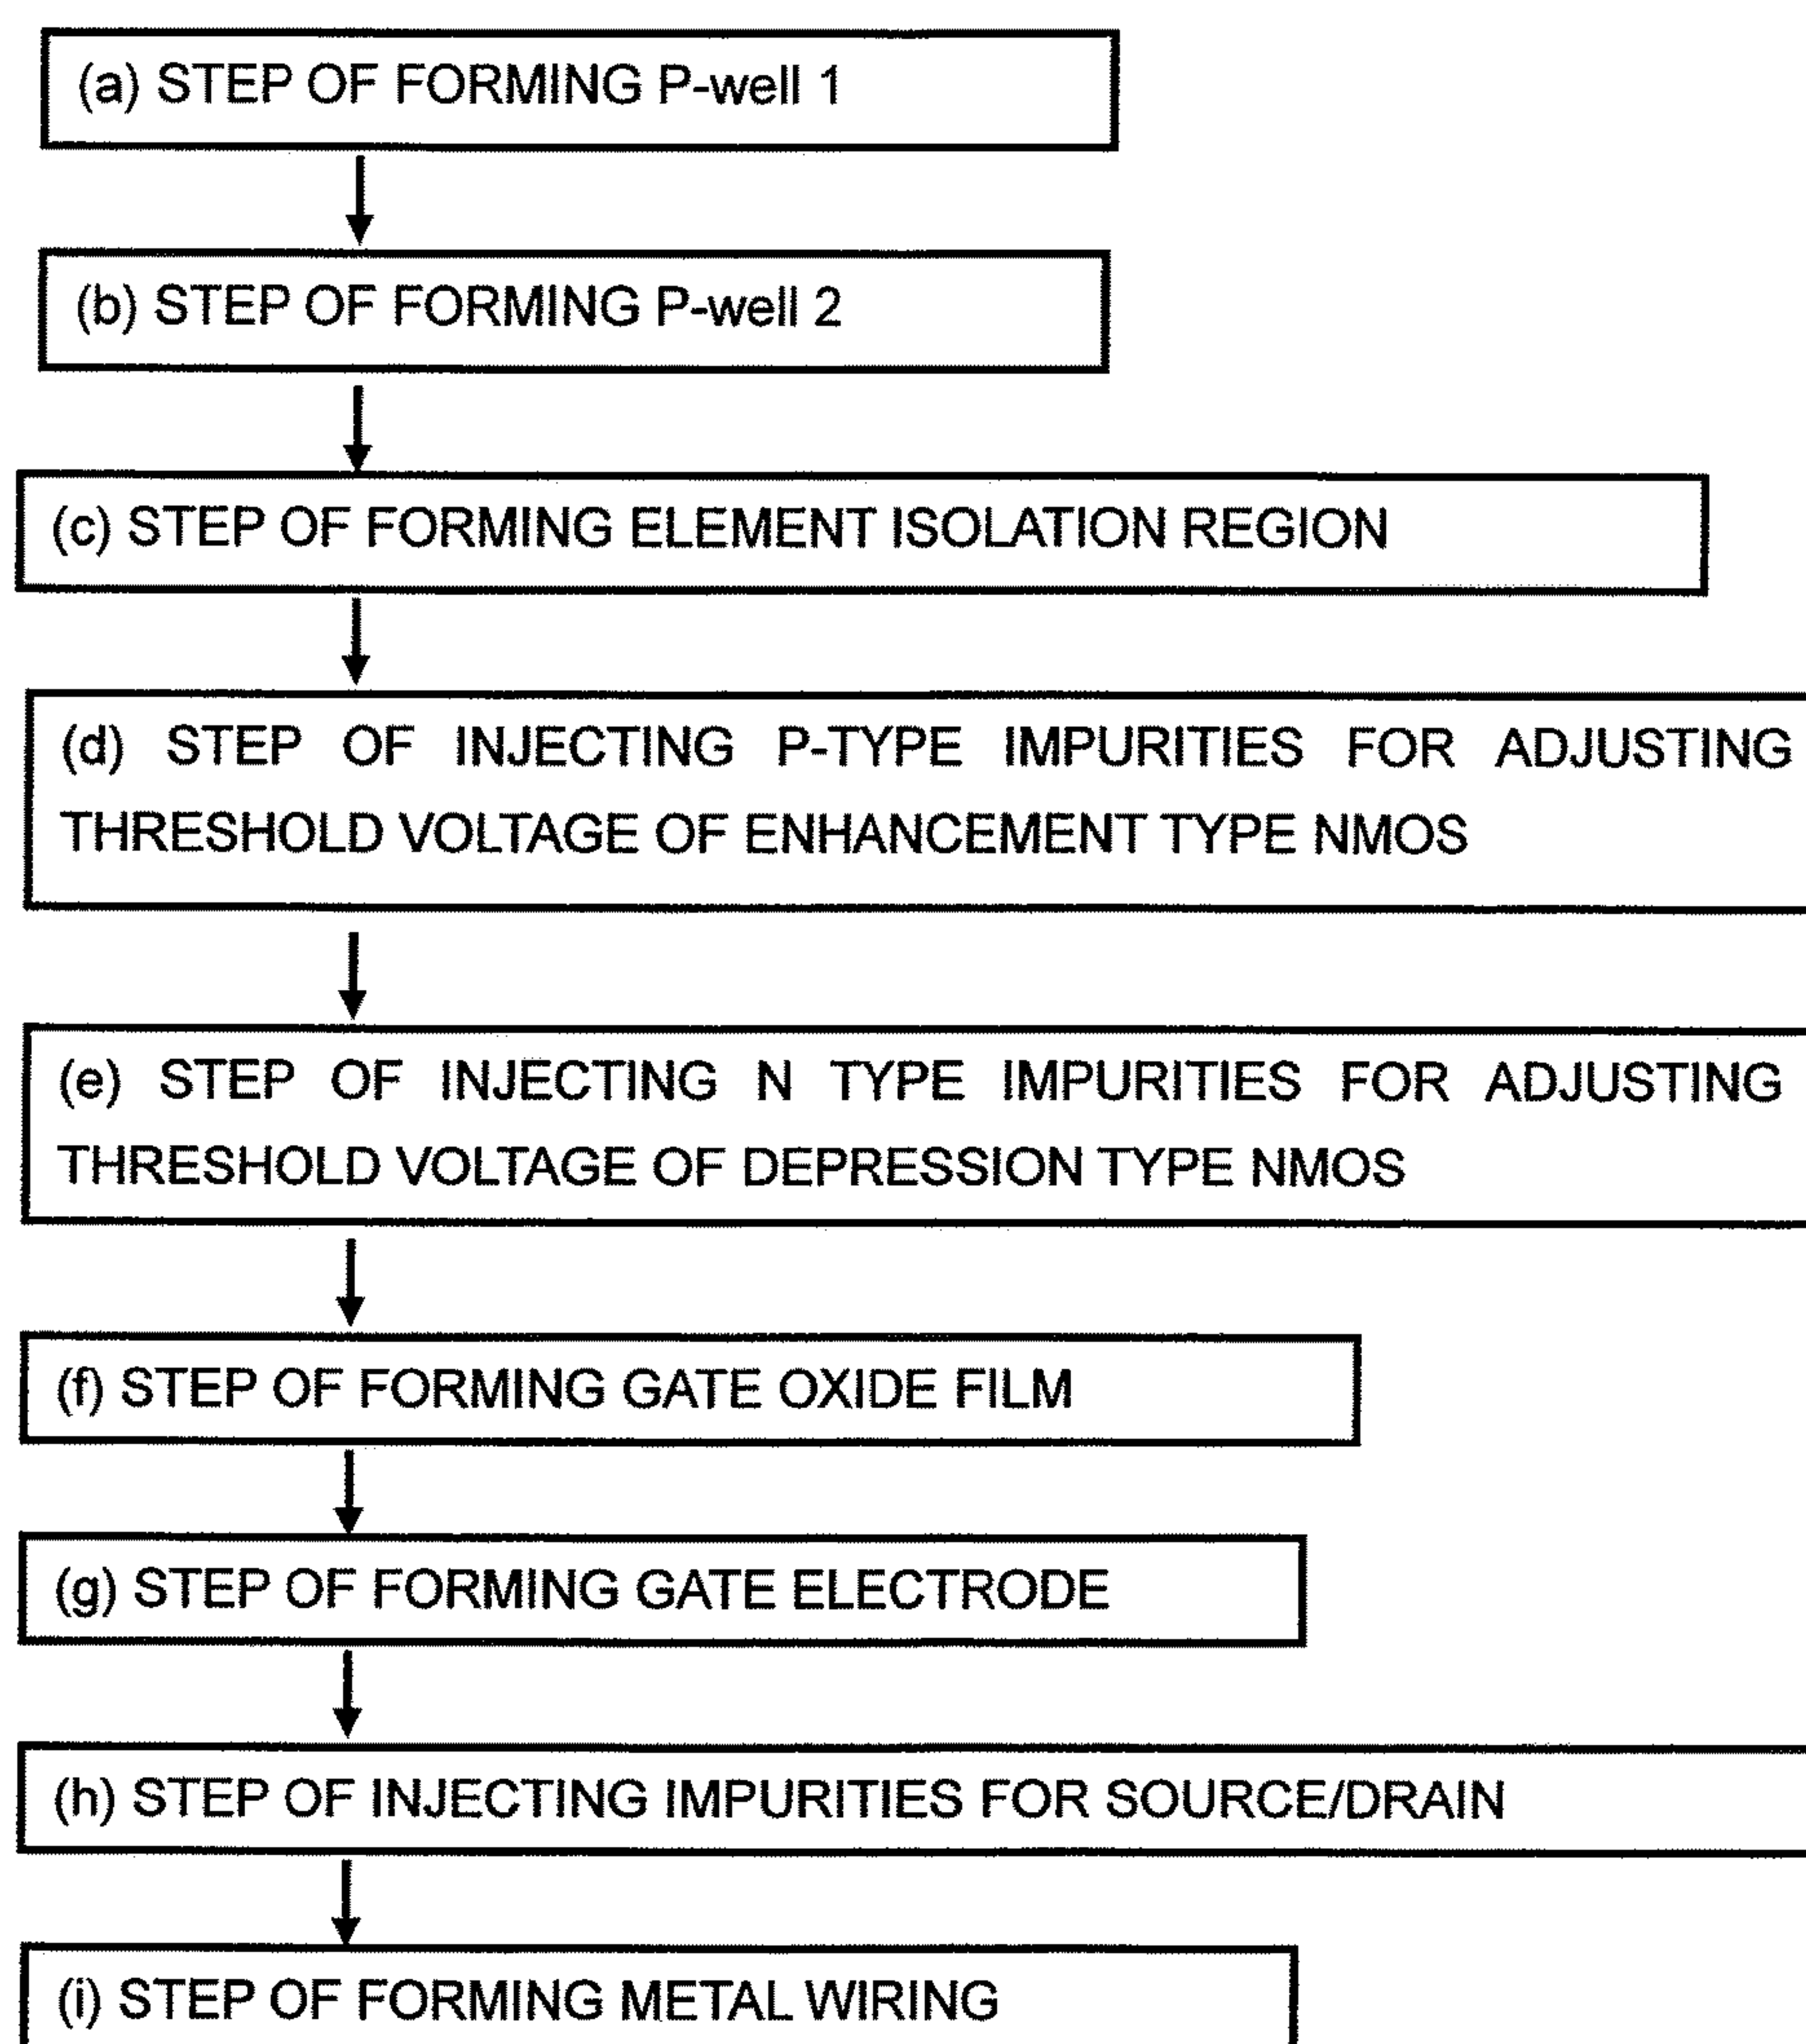 (a) STEP OF FORMING P-well 1
(b) STEP OF FORMING P-well 2
(c) STEP OF FORMING ELEMENT ISOLATION REGION
(d) STEP OF INJECTING P-TYPE IMPURITIES FOR ADJUSTING
THRESHOLD VOLTAGE OF ENHANCEMENT TYPE NMOS
(e) STEP OF INJECTING N TYPE IMPURITIES FOR ADJUSTING
THRESHOLD VOLTAGE OF DEPRESSION TYPE NMOS
(f) STEP OF FORMING GATE OXIDE FILM
(g) STEP OF FORMING GATE ELECTRODE
(h) STEP OF INJECTING IMPURITIES FOR SOURCE/DRAIN
(i) STEP OF FORMING METAL WIRING